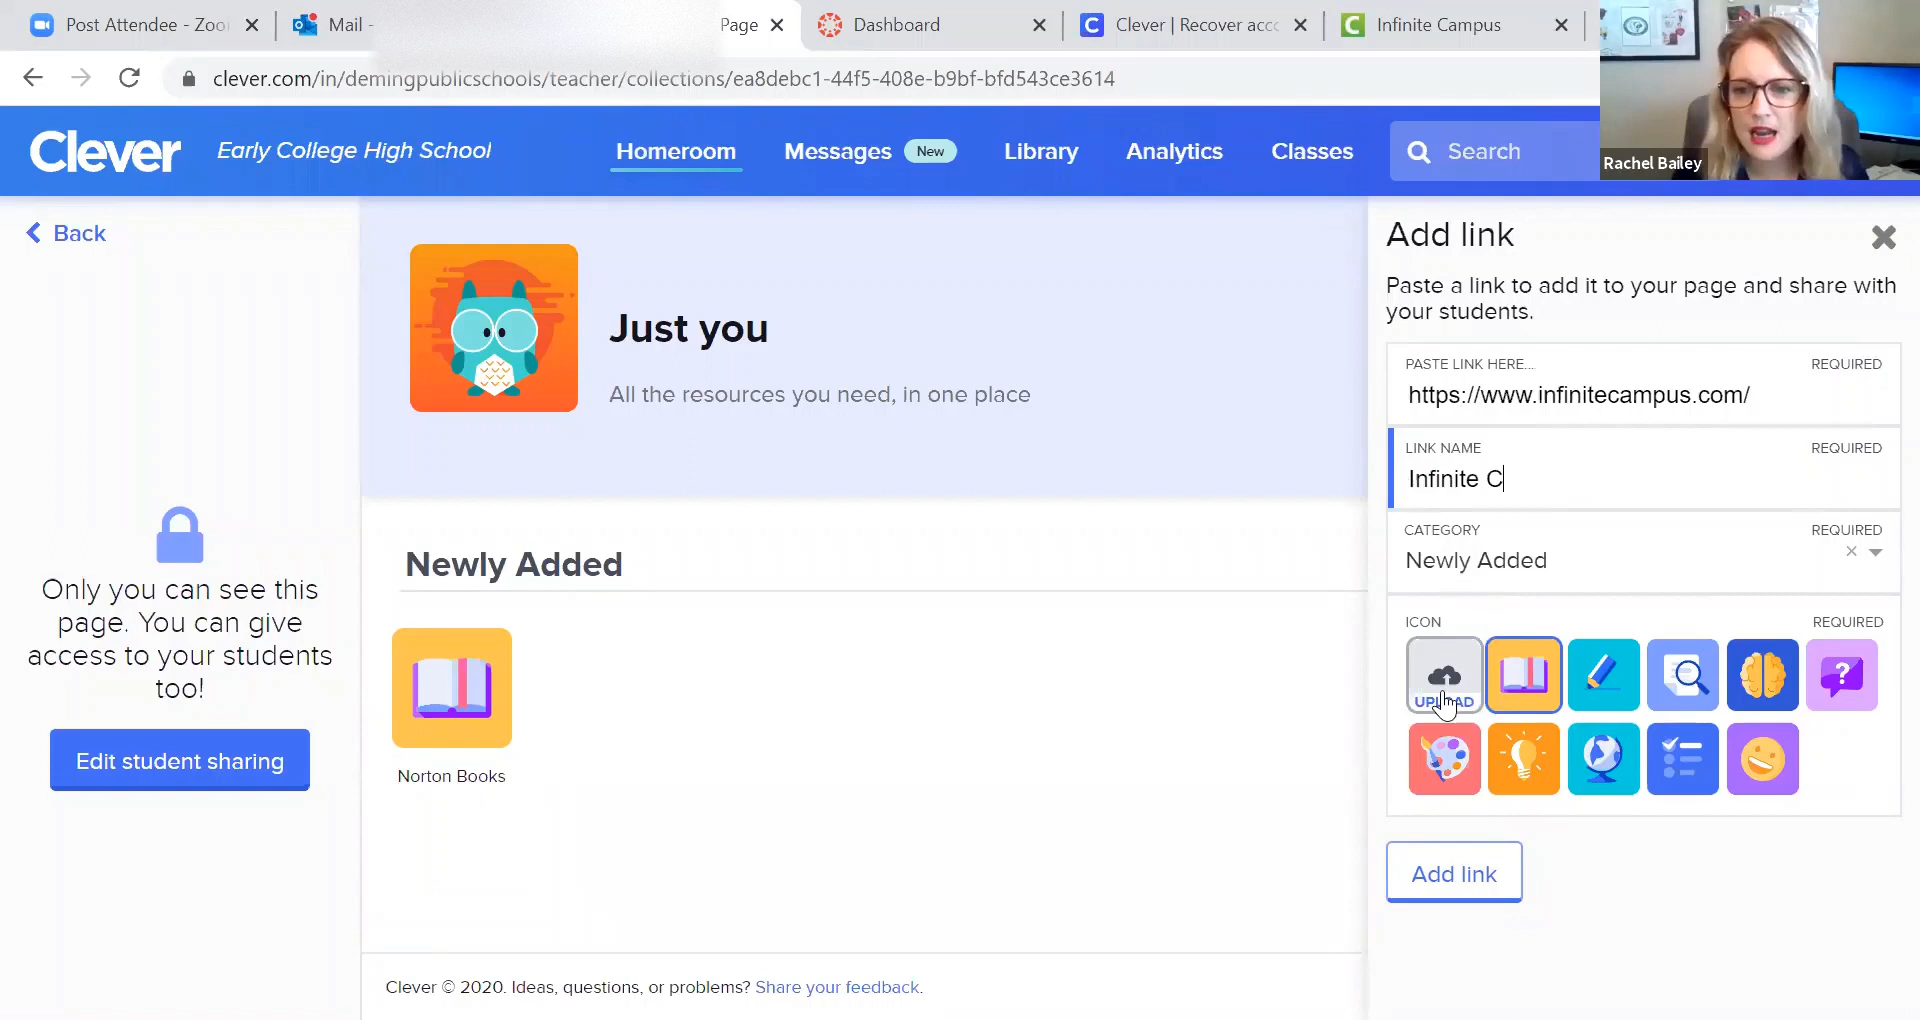 Post Attendee - Zoo
Mail -
Page
Dashboard
Clever | Recover acc
Infinite Campus
clever.com/in/demingpublicschools/teacher/collections/ea8debc1-44f5-408e-b9bf-bfd543ce3614
Clever
Early College High School
Homeroom
Messages New
Library
Analytics
Classes
Search
Rachel Bailey
Back
Just you
All the resources you need, in one place
Newly Added
Norton Books
Only you can see this
page. You can give
access to your students
too!
Edit student sharing
Clever © 2020. Ideas, questions, or problems? Share your feedback.
Add link
Paste a link to add it to your page and share with
your students.
PASTE LINK HERE... REQUIRED
https://www.infinitecampus.com/
LINK NAME REQUIRED
Infinite C
CATEGORY REQUIRED
Newly Added
ICON REQUIRED
UPLOAD
Add link